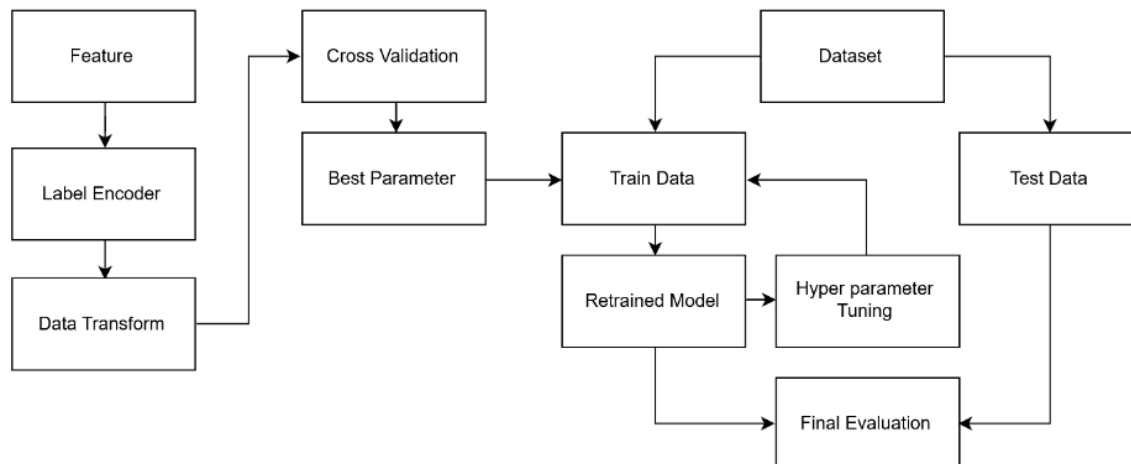 Feature
Cross Validation
Dataset
Label Encoder
Best Parameter
Train Data
Test Data
Data Transform
Retrained Model
Hyper parameter
Tuning
Final Evaluation